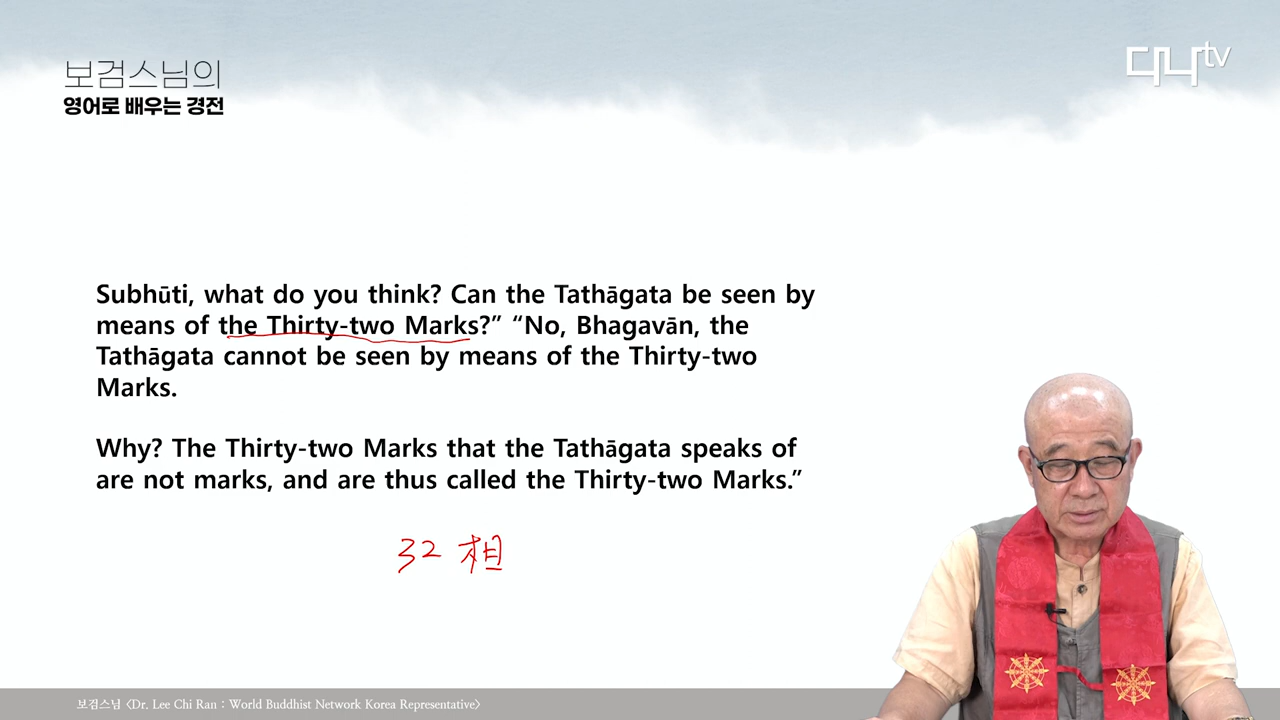 보검스님의
영어로 배우는 경전
다나tv
Subhūti, what do you think? Can the Tathāgata be seen by
means of the Thirty-two Marks?” “No, Bhagavān, the
Tathāgata cannot be seen by means of the Thirty-two
Marks.
Why? The Thirty-two Marks that the Tathāgata speaks of
are not marks, and are thus called the Thirty-two Marks.”
32 相
보검스님 <Dr. Lee Chi Ran : World Buddhist Network Korea Representative>